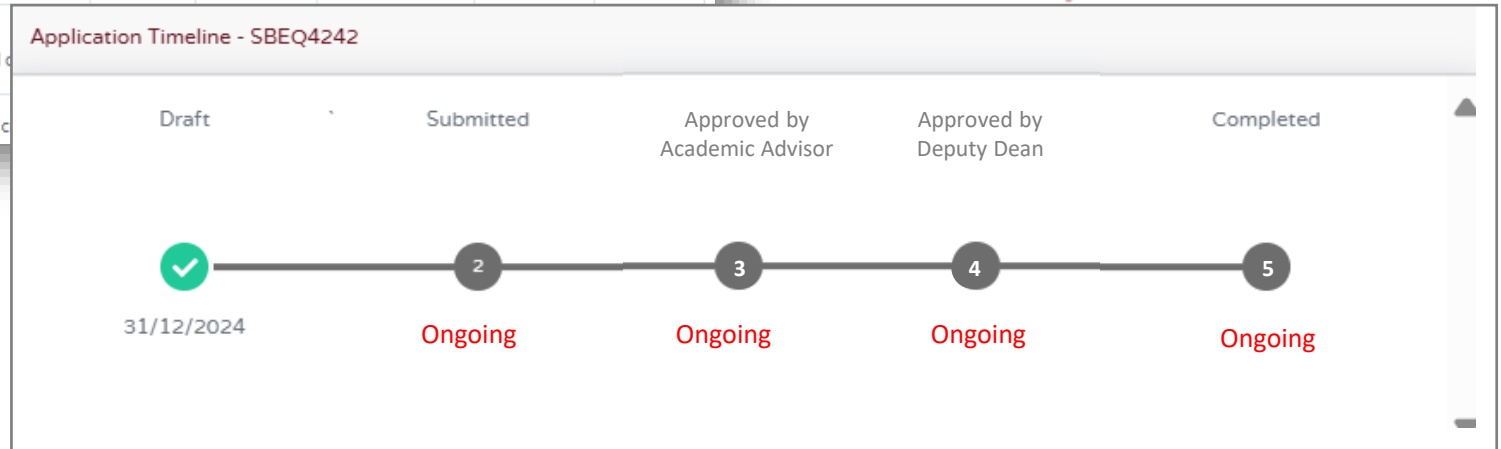 Application Timeline - SBEQ4242
Draft
Submitted
Approved by
Academic Advisor
Approved by
Deputy Dean
Completed
2
3
4
5
31/12/2024
Ongoing
Ongoing
Ongoing
Ongoing